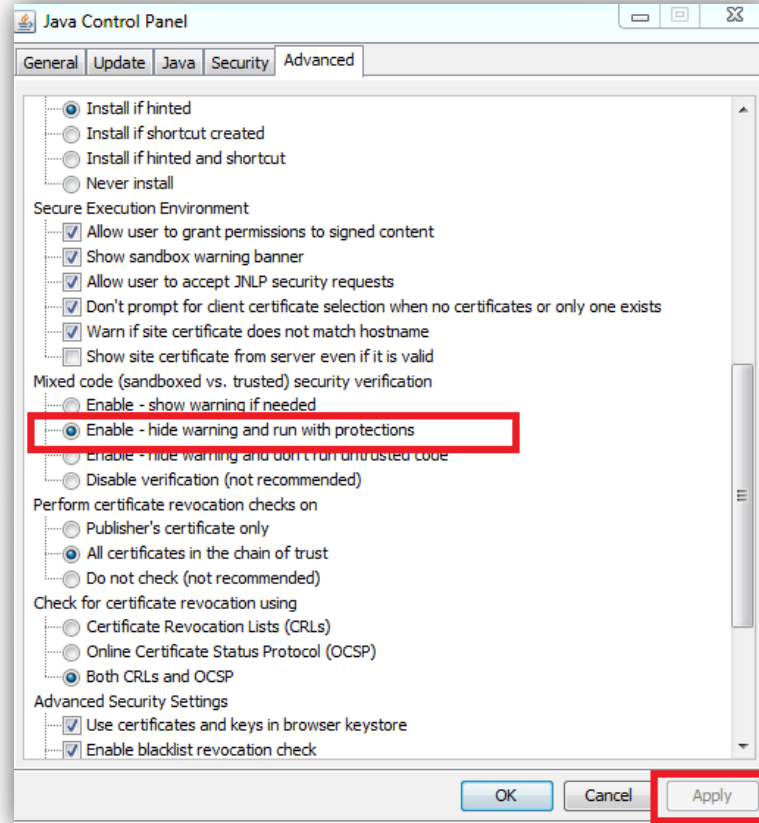 Java Control Panel
General Update Java Security Advanced
Install if hinted
Install if shortcut created
Install if hinted and shortcut
Never install
Secure Execution Environment
Allow user to grant permissions to signed content
Show sandbox warning banner
Allow user to accept JNLP security requests
Don't prompt for client certificate selection when no certificates or only one exists
Warn if site certificate does not match hostname
Show site certificate from server even if it is valid
Mixed code (sandboxed vs. trusted) security verification
Enable - show warning if needed
Enable - hide warning and run with protections
Enable - hide warning and don't run untrusted code
Disable verification (not recommended)
Perform certificate revocation checks on
Publisher's certificate only
All certificates in the chain of trust
Do not check (not recommended)
Check for certificate revocation using
Certificate Revocation Lists (CRLs)
Online Certificate Status Protocol (OCSP)
Both CRLs and OCSP
Advanced Security Settings
Use certificates and keys in browser keystore
Enable blacklist revocation check
OK Cancel Apply